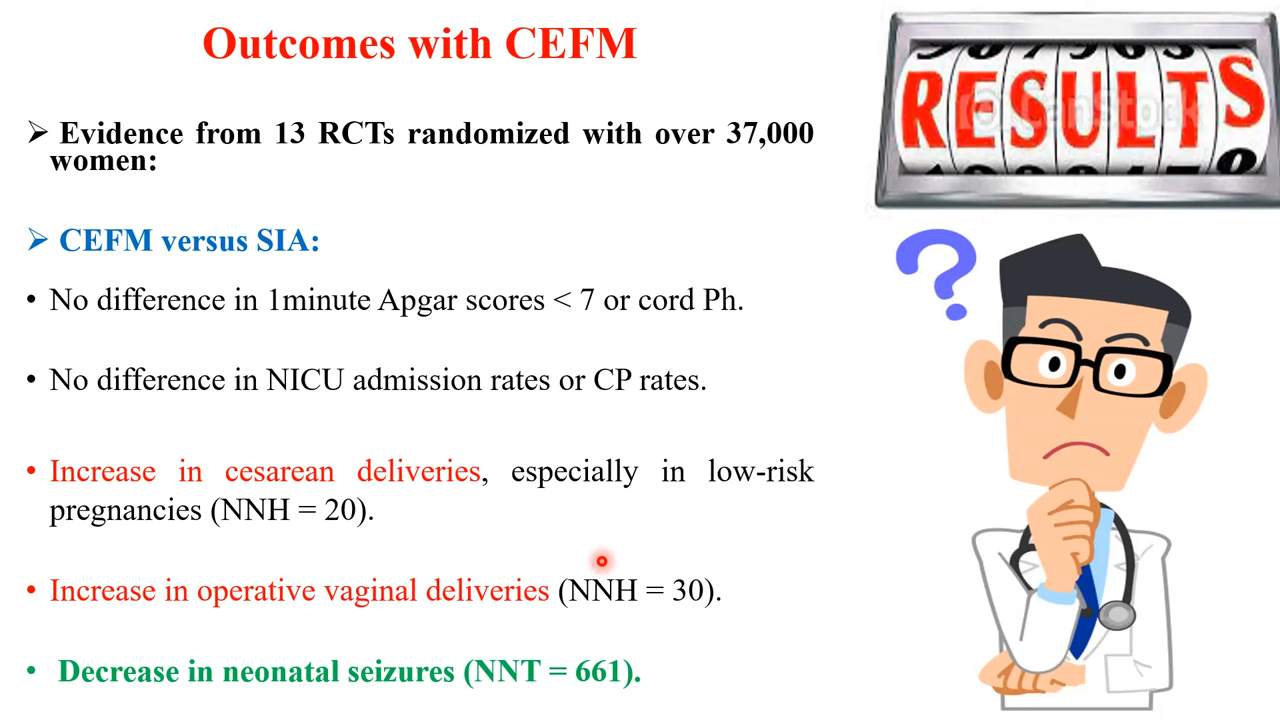 Outcomes with CEFM
RESULTS
➢ Evidence from 13 RCTs randomized with over 37,000
women:
➢ CEFM versus SIA:
• No difference in 1minute Apgar scores < 7 or cord Ph.
• No difference in NICU admission rates or CP rates.
• Increase in cesarean deliveries, especially in low-risk
pregnancies (NNH = 20).
• Increase in operative vaginal deliveries (NNH = 30).
• Decrease in neonatal seizures (NNT = 661).